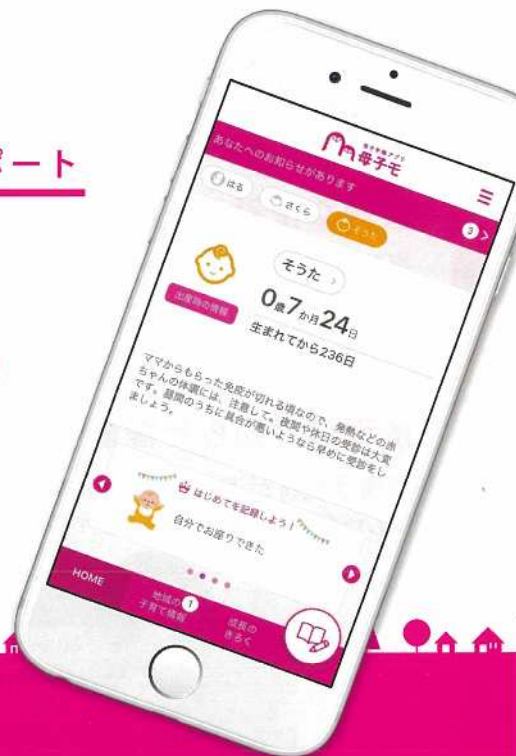 ポート
母子手帳アプリ
母子モ
あなたへのお知らせがあります
3
はる
さくら
そうた
そうた
出産時の情報
0歳7か月24日
生まれてから236日
ママからもらった免疫が切れる頃なので、発熱などの赤
ちゃんの体調には、注意して。夜間や休日の受診は大変
です。昼間のうちに具合が悪いようなら早めに受診をし
ましょう。
はじめてを記録しよう!
自分でお座りできた
HOME
地域の
子育て情報
1
成長の
きろく